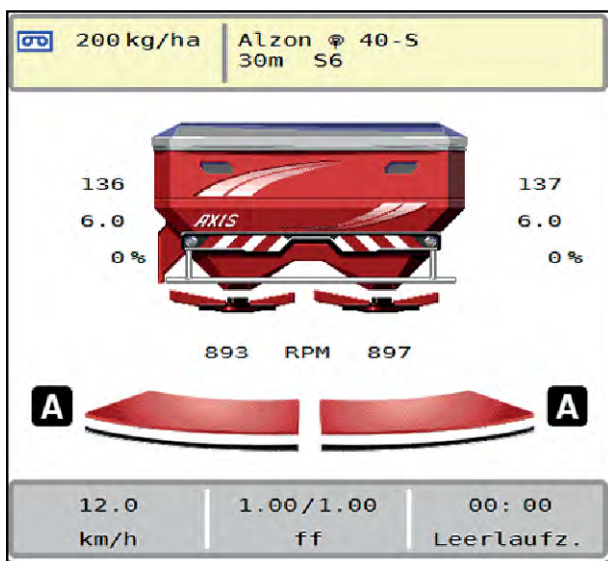 200 kg/ha
Alzon 40-S
30m S6
136 137
6.0 6.0
AXIS
0% 0%
893 RPM 897
A A
12.0 1.00/1.00 00:00
km/h ff Leerlaufz.